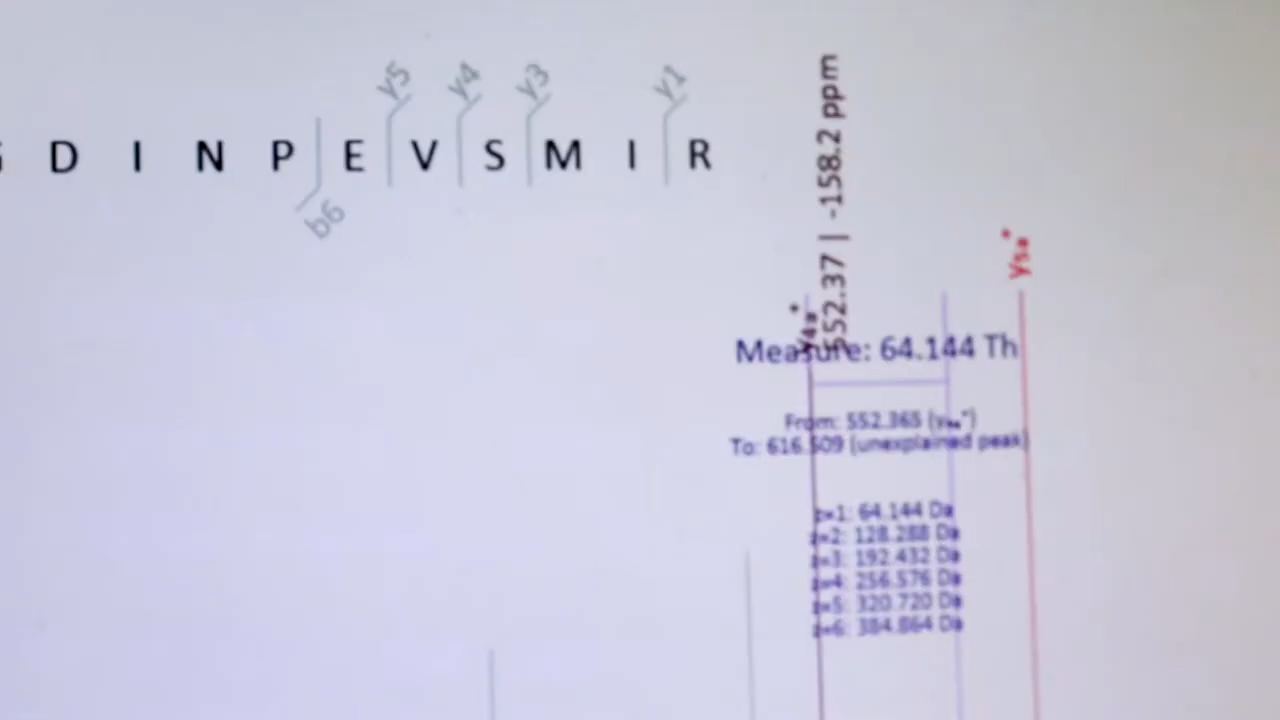 y5 y4 y3 y1
D I N P E V S M I R
b6
552.37 | -158.2 ppm
Measure: 64.144 Th
From: 552.365
To: 616.509 (unexplained peak)
z=1: 64.144 Da
z=2: 128.288 Da
z=3: 192.432 Da
z=4: 256.576 Da
z=5: 320.720 Da
z=6: 384.864 Da